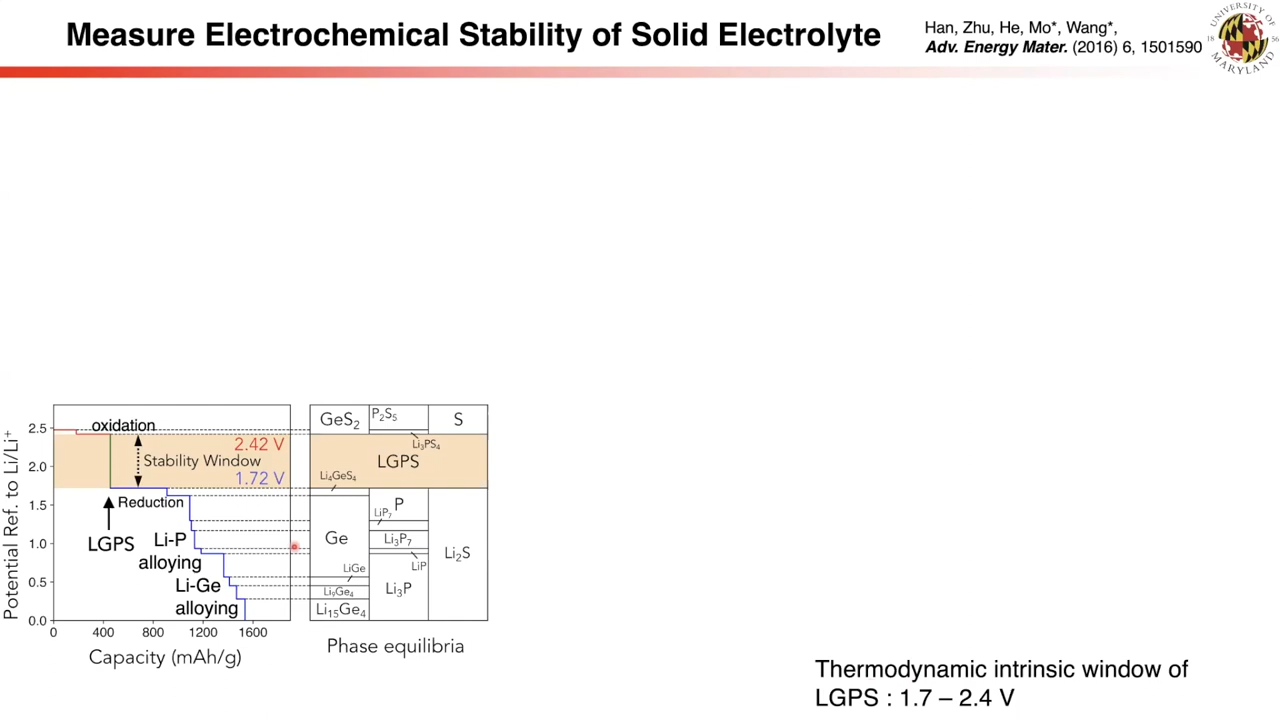 Measure Electrochemical Stability of Solid Electrolyte
Han, Zhu, He, Mo*, Wang*,
Adv. Energy Mater. (2016) 6, 1501590
UNIVERSITY OF
18 56
MARYLAND
Potential Ref. to Li/Li⁺
2.5
2.0
1.5
1.0
0.5
0.0
oxidation
2.42 V
Stability Window
1.72 V
Reduction
LGPS
Li-P
alloying
Li-Ge
alloying
0 400 800 1200 1600
Capacity (mAh/g)
GeS₂ P₂S₅ S
Li₃PS₄
LGPS
Li₄GeS₄
P
LiP₇
Ge Li₃P₇
Li₂S
LiP
LiGe
Li₃P
Li₉Ge₄
Li₁₅Ge₄
Phase equilibria
Thermodynamic intrinsic window of
LGPS : 1.7 – 2.4 V